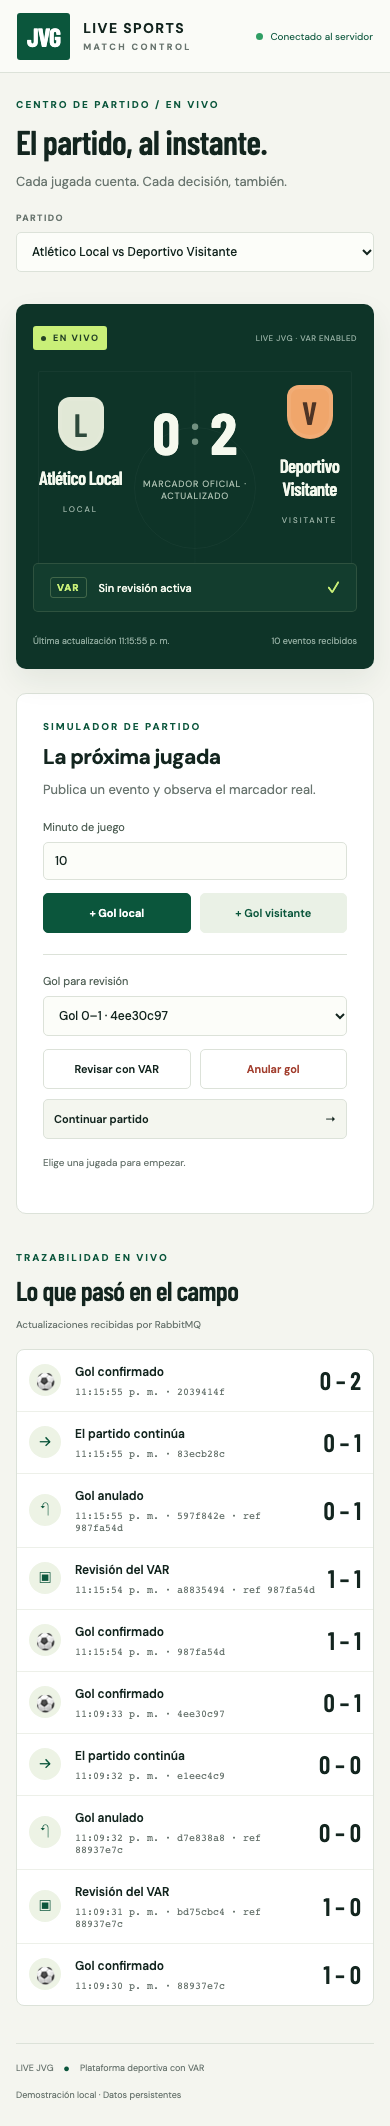 JVG
LIVE SPORTS
MATCH CONTROL
Conectado al servidor
CENTRO DE PARTIDO / EN VIVO
El partido, al instante.
Cada jugada cuenta. Cada decisión, también.
PARTIDO
Atlético Local vs Deportivo Visitante
EN VIVO
LIVE JVG · VAR ENABLED
L
Atlético Local
LOCAL
0 : 2
MARCADOR OFICIAL ·
ACTUALIZADO
V
Deportivo
Visitante
VISITANTE
VAR Sin revisión activa ✓
Última actualización 11:15:55 p. m.
10 eventos recibidos
SIMULADOR DE PARTIDO
La próxima jugada
Publica un evento y observa el marcador real.
Minuto de juego
10
+ Gol local
+ Gol visitante
Gol para revisión
Gol 0–1 · 4ee30c97
Revisar con VAR
Anular gol
Continuar partido →
Elige una jugada para empezar.
TRAZABILIDAD EN VIVO
Lo que pasó en el campo
Actualizaciones recibidas por RabbitMQ
Gol confirmado
11:15:55 p. m. · 2039414f
0 – 2
El partido continúa
11:15:55 p. m. · 83ecb28c
0 – 1
Gol anulado
11:15:55 p. m. · 597f842e · ref
987fa54d
0 – 1
Revisión del VAR
11:15:54 p. m. · a8835494 · ref 987fa54d
1 – 1
Gol confirmado
11:15:54 p. m. · 987fa54d
1 – 1
Gol confirmado
11:09:33 p. m. · 4ee30c97
0 – 1
El partido continúa
11:09:32 p. m. · e1eec4c9
0 – 0
Gol anulado
11:09:32 p. m. · d7e838a8 · ref
88937e7c
0 – 0
Revisión del VAR
11:09:31 p. m. · bd75cbc4 · ref
88937e7c
1 – 0
Gol confirmado
11:09:30 p. m. · 88937e7c
1 – 0
LIVE JVG • Plataforma deportiva con VAR
Demostración local · Datos persistentes